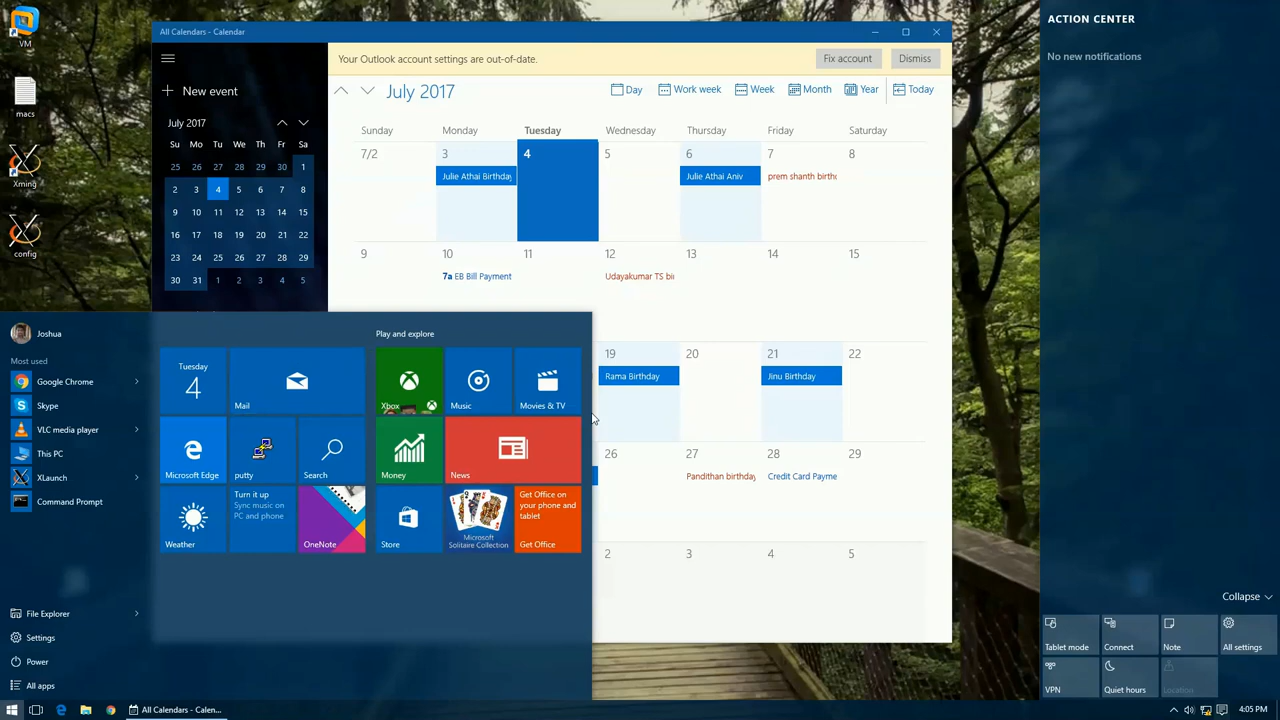 VM
macs
Xming
config
All Calendars - Calendar
New event
July 2017
Su Mo Tu We Th Fr Sa
25 26 27 28 29 30 1
2 3 4 5 6 7 8
9 10 11 12 13 14 15
16 17 18 19 20 21 22
23 24 25 26 27 28 29
30 31 1 2 3 4 5
Your Outlook account settings are out-of-date.
Fix account
Dismiss
July 2017
Day
Work week
Week
Month
Year
Today
Sunday Monday Tuesday Wednesday Thursday Friday Saturday
7/2 3 4 5 6 7 8
Julie Athai Birthday
Julie Athai Aniv
prem shanth birthd
9 10 11 12 13 14 15
7a EB Bill Payment
Udayakumar TS bir
19 20 21 22
Rama Birthday
Jinu Birthday
26 27 28 29
Pandithan birthday
Credit Card Payme
2 3 4 5
Joshua
Most used
Google Chrome
Skype
VLC media player
This PC
XLaunch
Command Prompt
File Explorer
Settings
Power
All apps
Tuesday
4
Mail
Microsoft Edge
putty
Search
Weather
Turn it up
Sync music on
PC and phone
OneNote
Play and explore
Xbox
Music
Movies & TV
Money
News
Store
Microsoft
Solitaire Collection
Get Office on
your phone and
tablet
Get Office
ACTION CENTER
No new notifications
Collapse
Tablet mode
Connect
Note
All settings
VPN
Quiet hours
Location
All Calendars - Calen...
4:05 PM